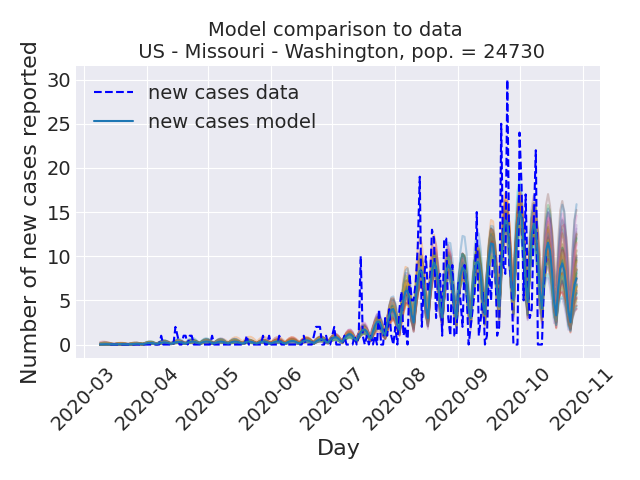 Model comparison to data
US - Missouri - Washington, pop. = 24730
new cases data
new cases model
Number of new cases reported
30
25
20
15
10
5
0
2020-03
2020-04
2020-05
2020-06
2020-07
2020-08
2020-09
2020-10
2020-11
Day